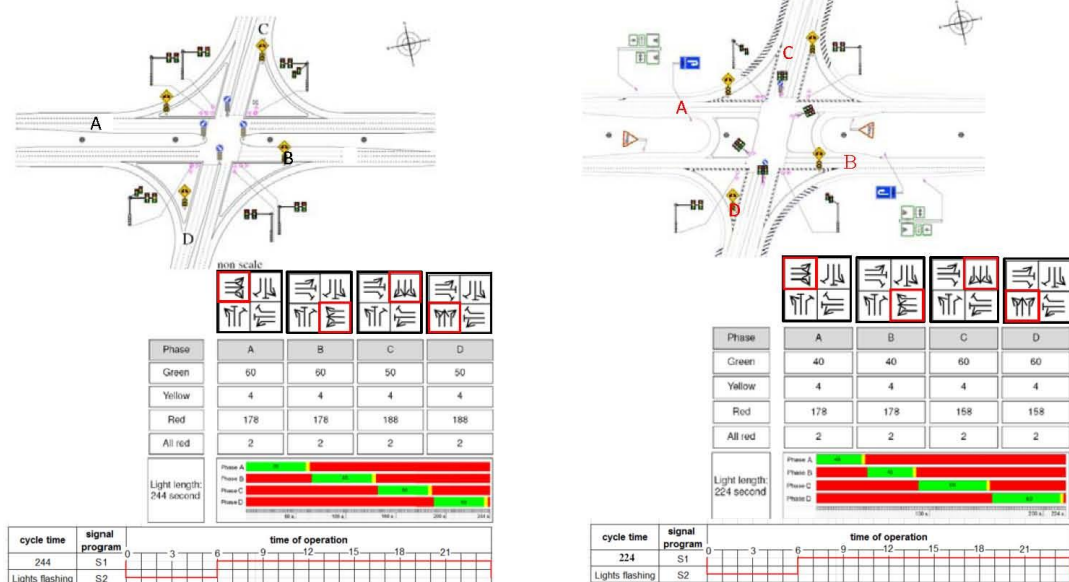 C
A
B
D
non scale
Phase A B C D
Green 60 60 50 50
Yellow 4 4 4 4
Red 178 178 188 188
All red 2 2 2 2
Light length:
244 second
Phase A
Phase B
Phase C
Phase D
cycle time signal program time of operation
0 3 6 9 12 15 18 21
244 S1
Lights flashing S2
C
A
B
D
Phase A B C D
Green 40 40 60 60
Yellow 4 4 4 4
Red 178 178 158 158
All red 2 2 2 2
Light length:
224 second
Phase A
Phase B
Phase C
Phase D
cycle time signal program time of operation
0 3 6 9 12 15 18 21
224 S1
Lights flashing S2